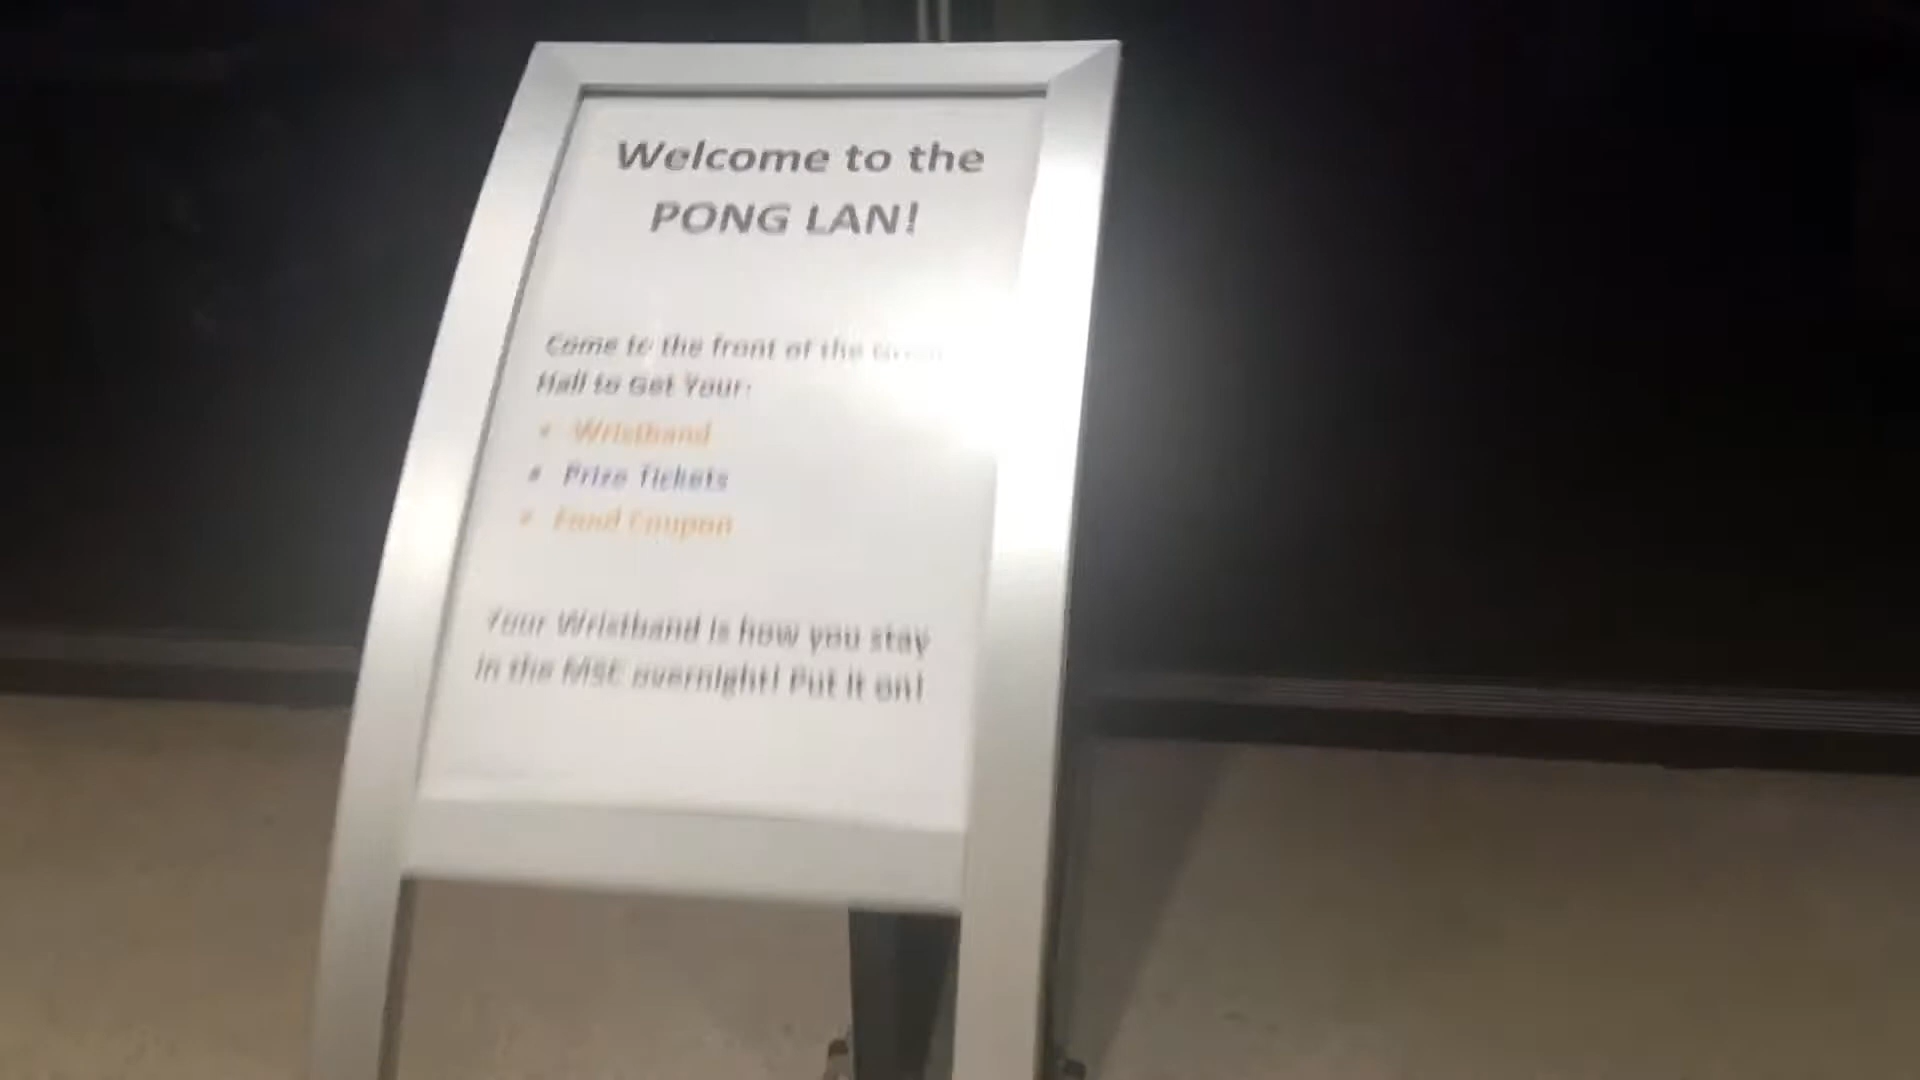 Welcome to the
PONG LAN!
Come to the front of the
Hall to Get Your:
• Wristband
• Prize Tickets
• Food Coupon
Your Wristband is how you stay
in the MSC overnight! Put it on!